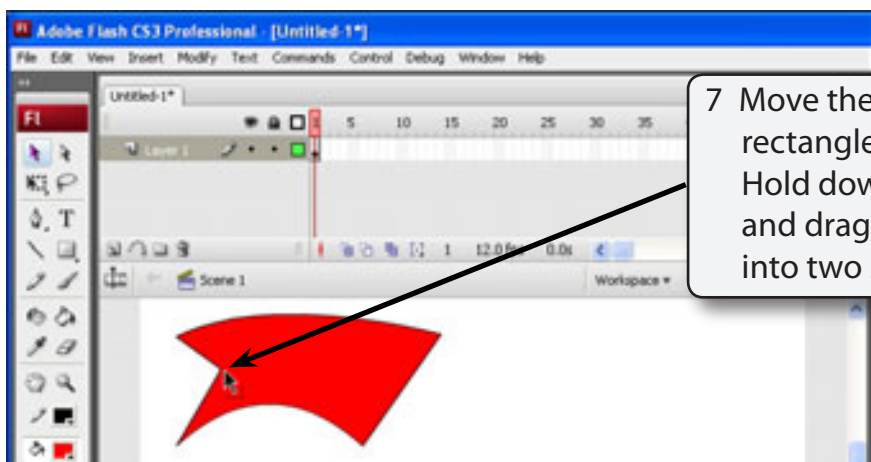 Adobe Flash CS3 Professional - [Untitled-1*]
File Edit View Insert Modify Text Commands Control Debug Window Help
Untitled-1*
Fl
1 5 10 15 20 25 30 35
Layer 1
1 12.0 fps 0.0s
Scene 1
Workspace
7 Move the
rectangle
Hold dow
and drag
into two